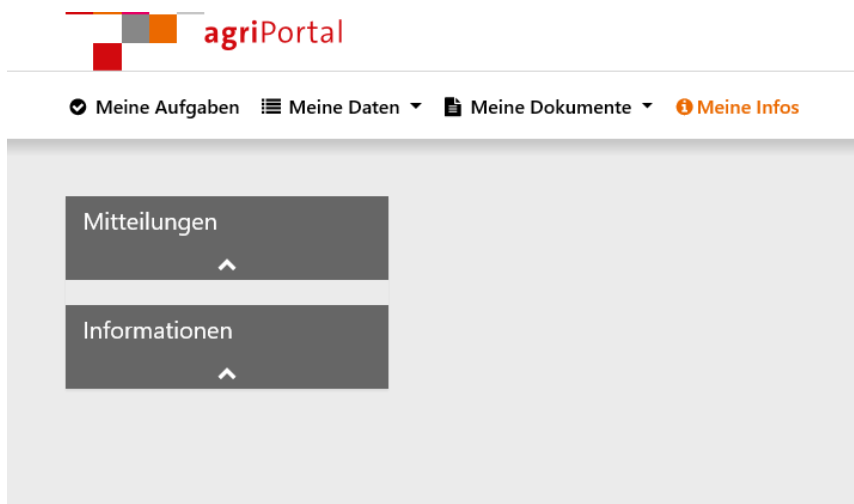 agriPortal
Meine Aufgaben Meine Daten Meine Dokumente Meine Infos
Mitteilungen
Informationen